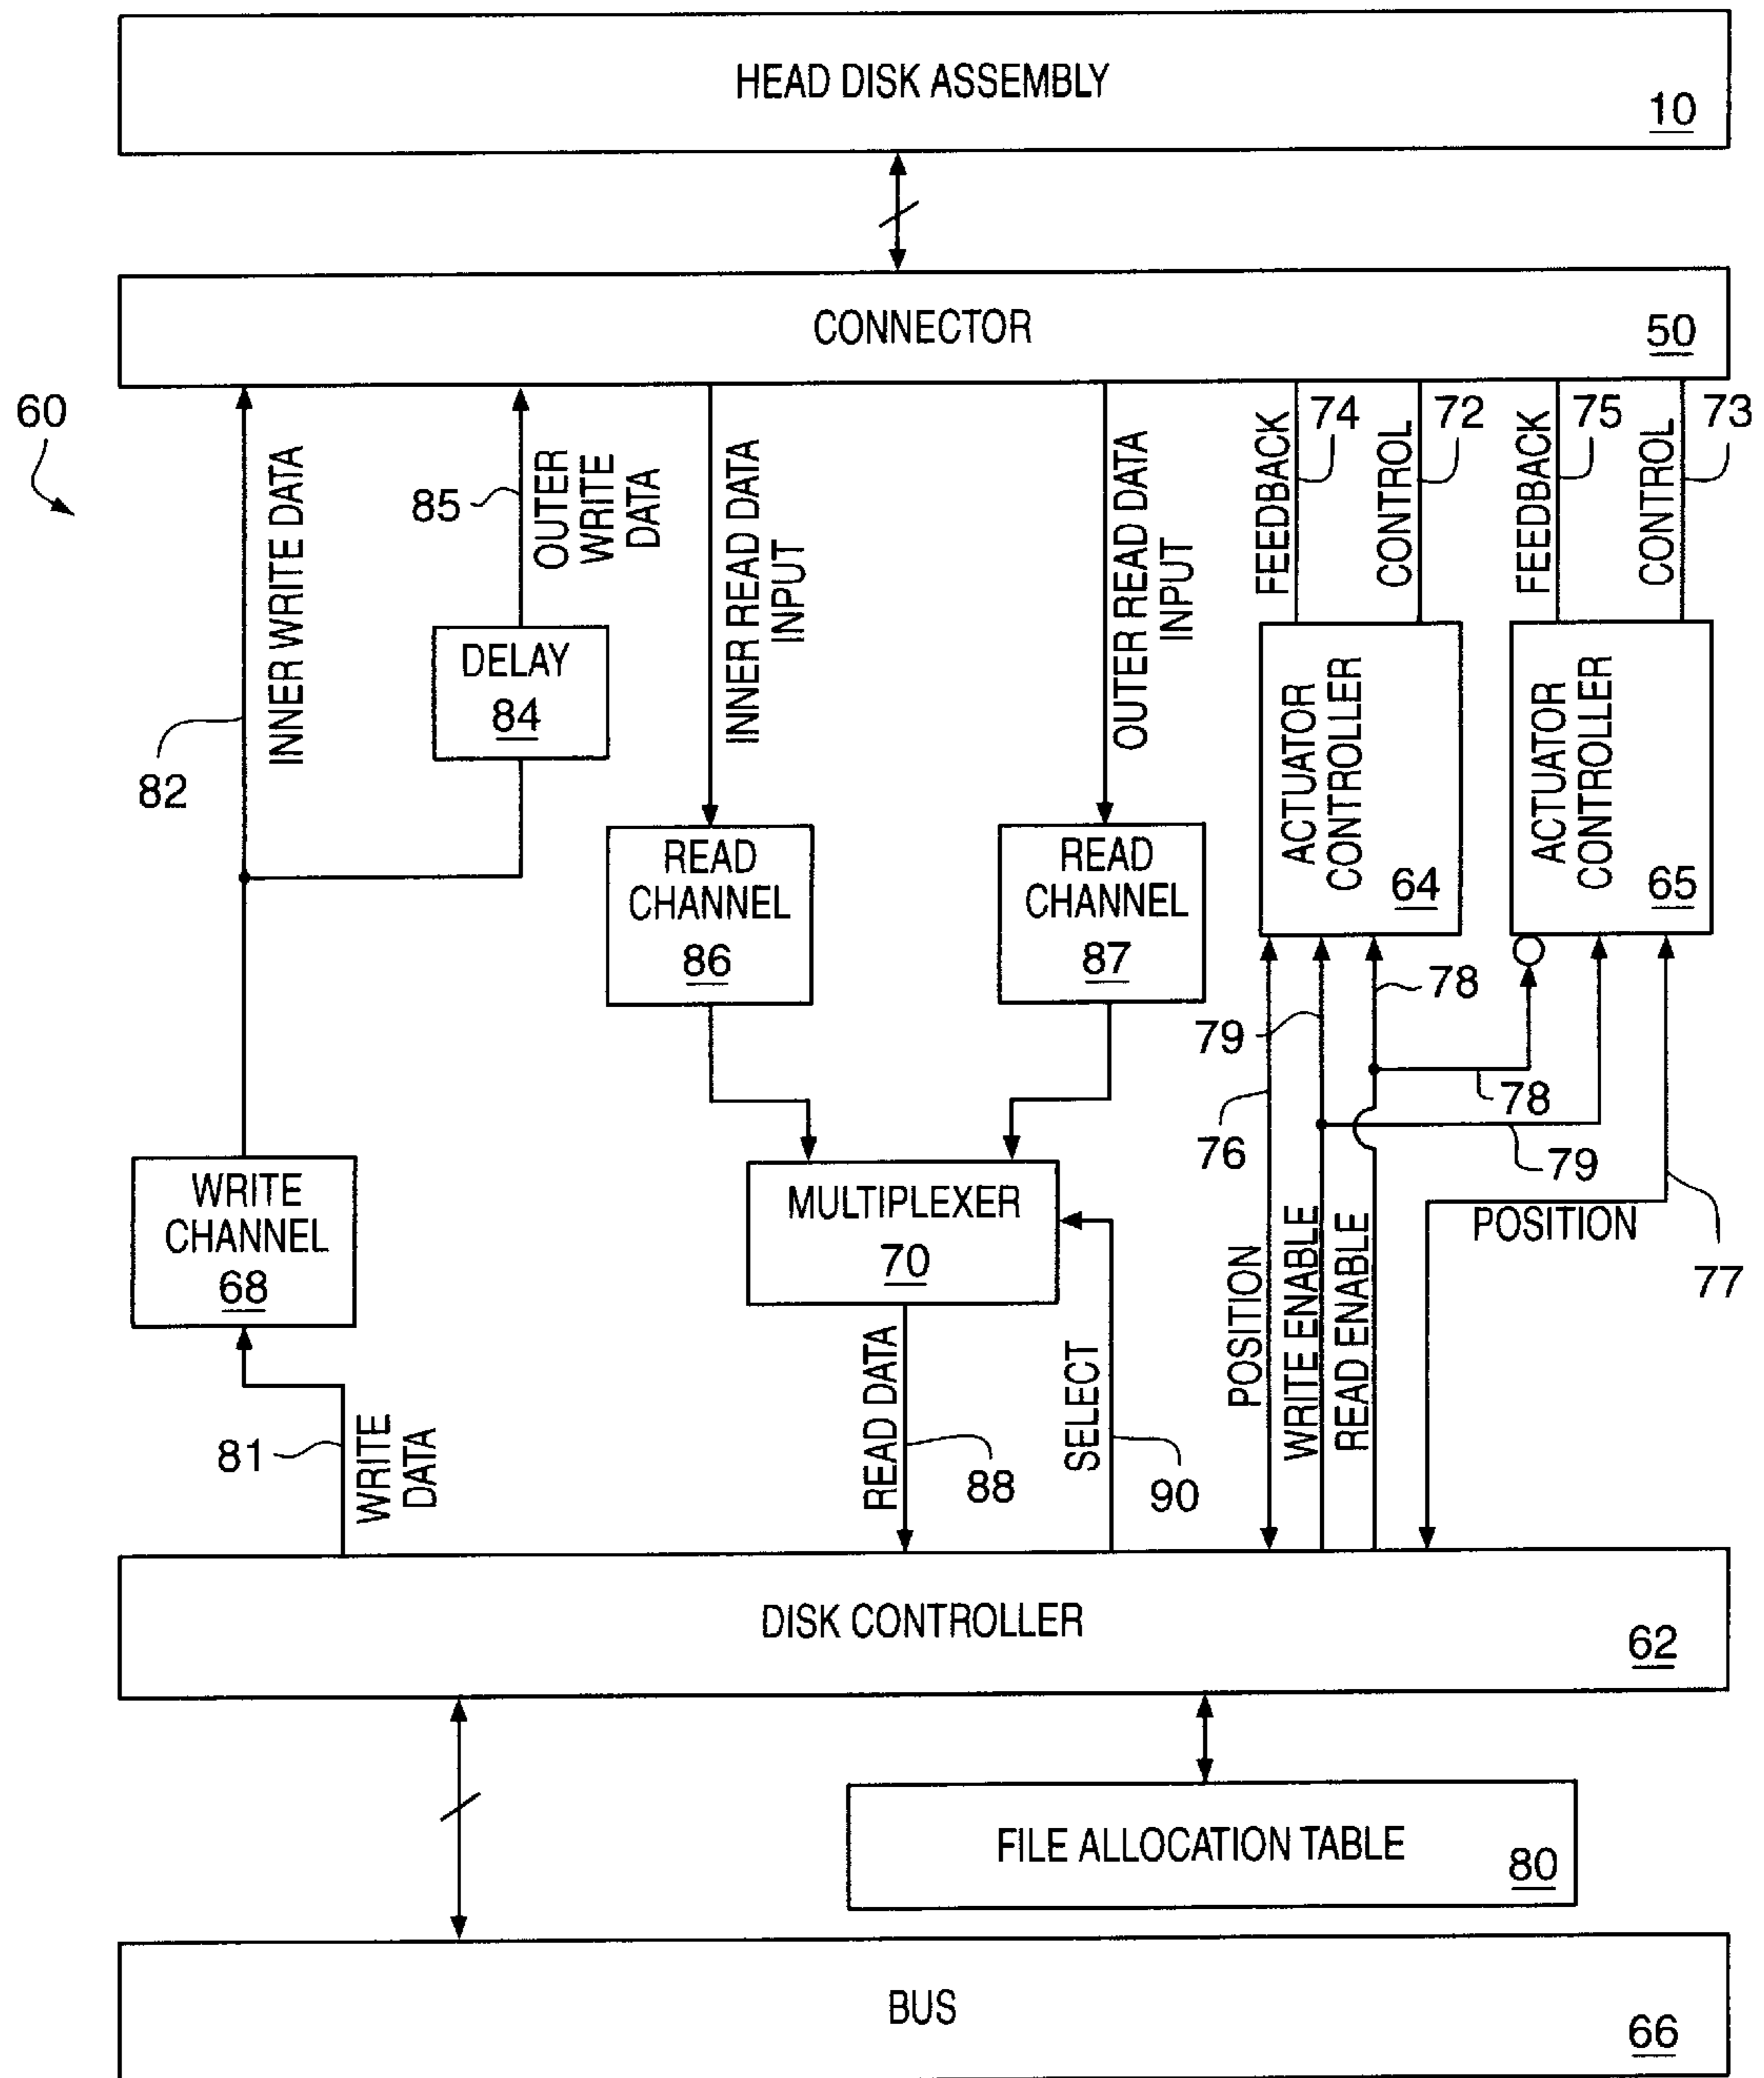 HEAD DISK ASSEMBLY
10
CONNECTOR
50
60
INNER WRITE DATA
82
85
OUTER
WRITE
DATA
DELAY
84
INNER READ DATA
INPUT
OUTER READ DATA
INPUT
FEEDBACK
74
CONTROL
72
FEEDBACK
75
CONTROL
73
READ
CHANNEL
86
READ
CHANNEL
87
ACTUATOR
CONTROLLER
64
ACTUATOR
CONTROLLER
65
78
79
78
76
79
WRITE
CHANNEL
68
MULTIPLEXER
70
POSITION
77
POSITION
WRITE ENABLE
READ ENABLE
81
WRITE
DATA
READ DATA
88
SELECT
90
DISK CONTROLLER
62
FILE ALLOCATION TABLE
80
BUS
66